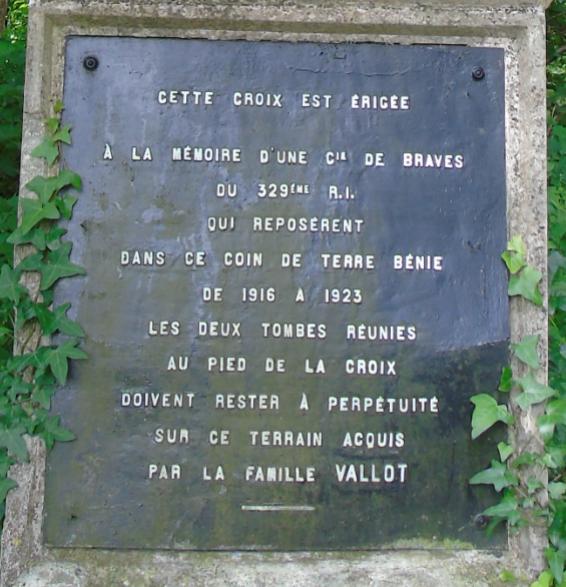 CETTE CROIX EST ÉRIGÉE
À LA MÉMOIRE D'UNE CIE DE BRAVES
DU 329ÈME R.I.
QUI REPOSÈRENT
DANS CE COIN DE TERRE BÉNIE
DE 1916 A 1923
LES DEUX TOMBES RÉUNIES
AU PIED DE LA CROIX
DOIVENT RESTER À PERPÉTUITÉ
SUR CE TERRAIN ACQUIS
PAR LA FAMILLE VALLOT